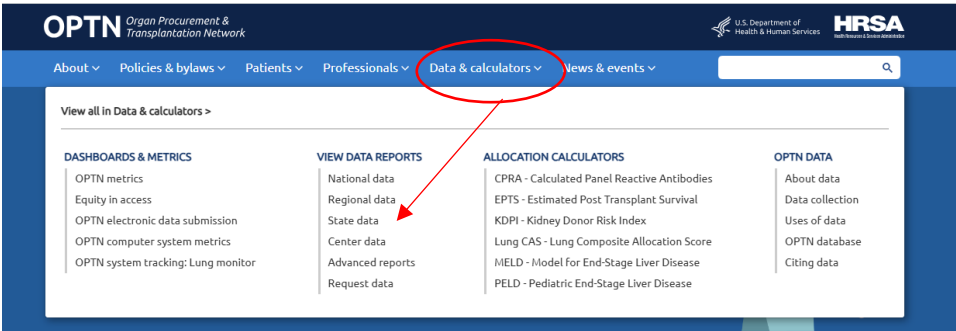 OPTN Organ Procurement &
Transplantation Network
U.S. Department of
Health & Human Services
HRSA
Health Resources & Services Administration
About Policies & bylaws Patients Professionals Data & calculators News & events
View all in Data & calculators >
DASHBOARDS & METRICS
OPTN metrics
Equity in access
OPTN electronic data submission
OPTN computer system metrics
OPTN system tracking: Lung monitor
VIEW DATA REPORTS
National data
Regional data
State data
Center data
Advanced reports
Request data
ALLOCATION CALCULATORS
CPRA - Calculated Panel Reactive Antibodies
EPTS - Estimated Post Transplant Survival
KDPI - Kidney Donor Risk Index
Lung CAS - Lung Composite Allocation Score
MELD - Model for End-Stage Liver Disease
PELD - Pediatric End-Stage Liver Disease
OPTN DATA
About data
Data collection
Uses of data
OPTN database
Citing data